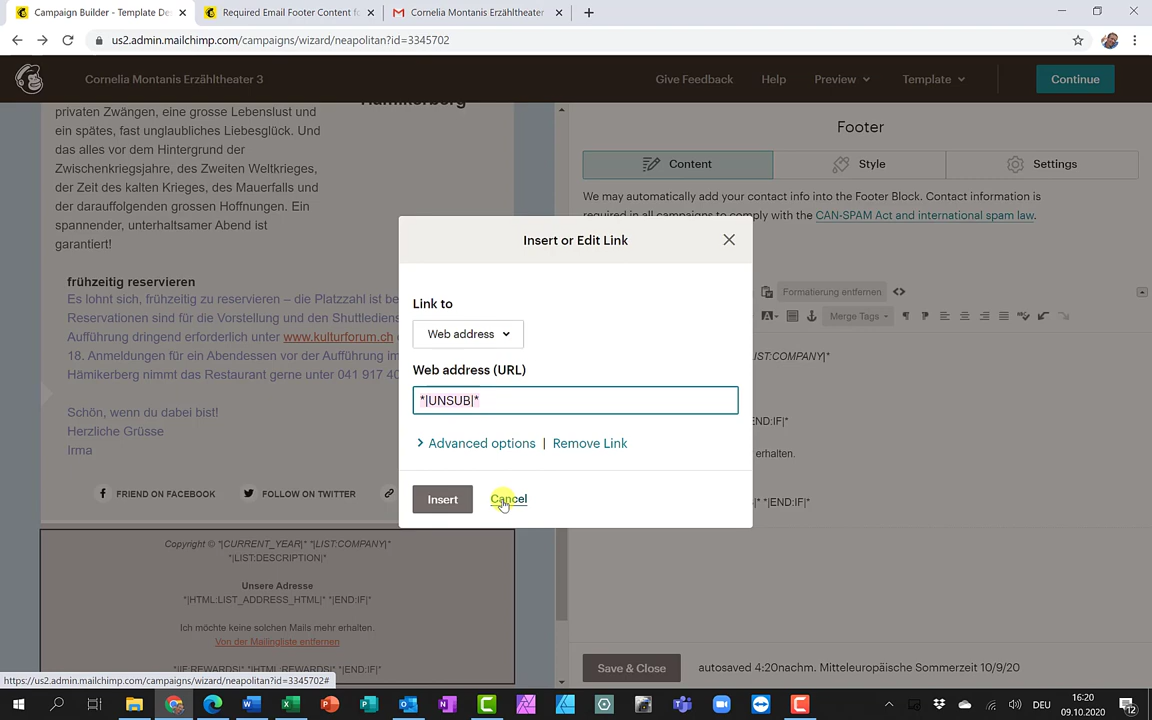 Campaign Builder - Template De
Required Email Footer Content fo
Cornelia Montanis Erzähltheater
us2.admin.mailchimp.com/campaigns/wizard/neapolitan?id=3345702
Cornelia Montanis Erzähltheater 3
Give Feedback
Help
Preview
Template
Continue
privaten Zwängen, eine grosse Lebenslust und
ein spätes, fast unglaubliches Liebesglück. Und
das alles vor dem Hintergrund der
Zwischenkriegsjahre, des Zweiten Weltkrieges,
der Zeit des kalten Krieges, des Mauerfalls und
der darauffolgenden grossen Hoffnungen. Ein
spannender, unterhaltsamer Abend ist
garantiert!
Hämikerberg
frühzeitig reservieren
Es lohnt sich, frühzeitig zu reservieren – die Platzzahl ist be
Reservationen sind für die Vorstellung und den Shuttlediens
Aufführung dringend erforderlich unter www.kulturforum.ch
18. Anmeldungen für ein Abendessen vor der Aufführung im
Hämikerberg nimmt das Restaurant gerne unter 041 917 40
Schön, wenn du dabei bist!
Herzliche Grüsse
Irma
FRIEND ON FACEBOOK
FOLLOW ON TWITTER
Copyright © *|CURRENT_YEAR|* *|LIST:COMPANY|*
*|LIST:DESCRIPTION|*
Unsere Adresse
*|HTML:LIST_ADDRESS_HTML|* *|END:IF|*
Ich möchte keine solchen Mails mehr erhalten.
Von der Mailingliste entfernen
*|IF:REWARDS|* *|HTML:REWARDS|* *|END:IF|*
Footer
Content
Style
Settings
We may automatically add your contact info into the Footer Block. Contact information is
required in all campaigns to comply with the CAN-SPAM Act and international spam law.
Formatierung entfernen
Merge Tags
IST:COMPANY|*
END:IF|*
erhalten.
*|END:IF|*
Insert or Edit Link
Link to
Web address
Web address (URL)
*|UNSUB|*
Advanced options | Remove Link
Insert
Cancel
Save & Close
autosaved 4:20nachm. Mitteleuropäische Sommerzeit 10/9/20
https://us2.admin.mailchimp.com/campaigns/wizard/neapolitan?id=3345702#
DEU
16:20
09.10.2020
12